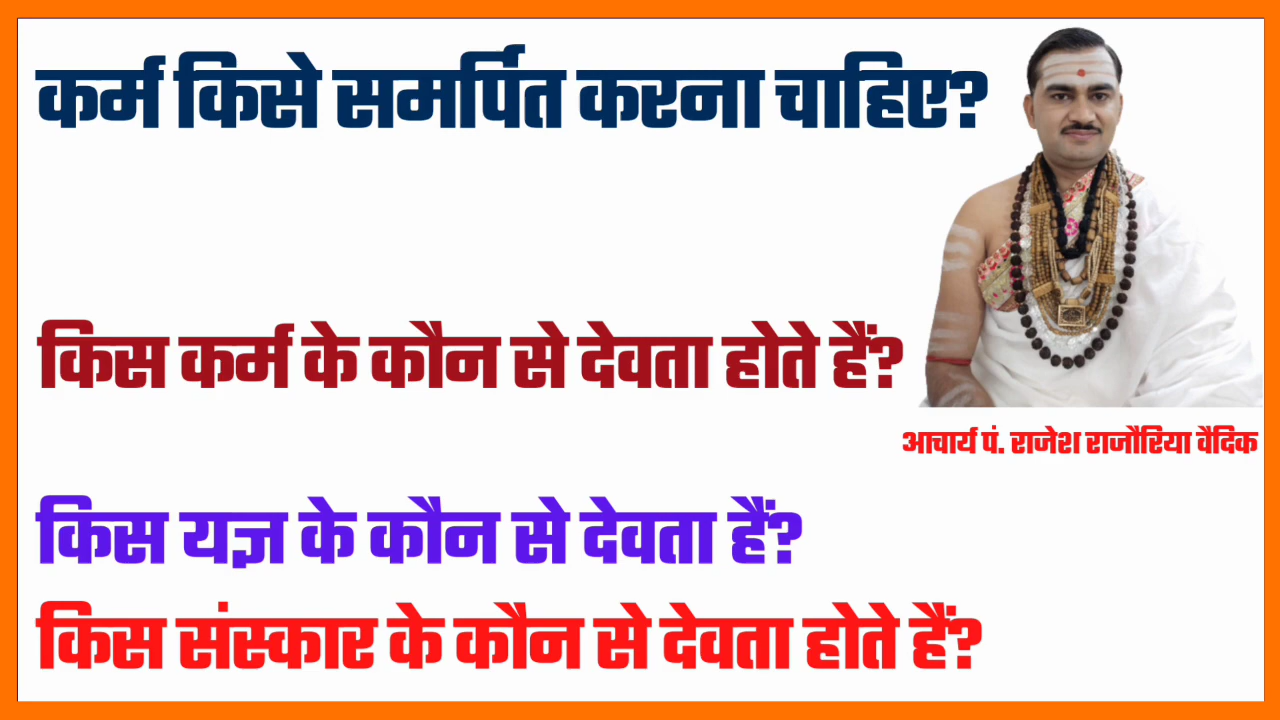 कर्म किसे समर्पित करना चाहिए?
किस कर्म के कौन से देवता होते हैं?
आचार्य पं. राजेश राजौरिया वैदिक
किस यज्ञ के कौन से देवता हैं?
किस संस्कार के कौन से देवता होते हैं?